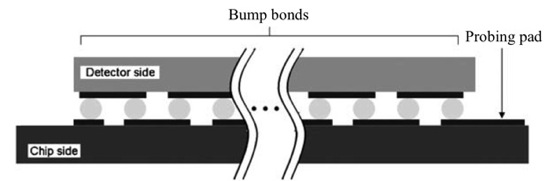 Bump bonds
Probing pad
Detector side
Chip side